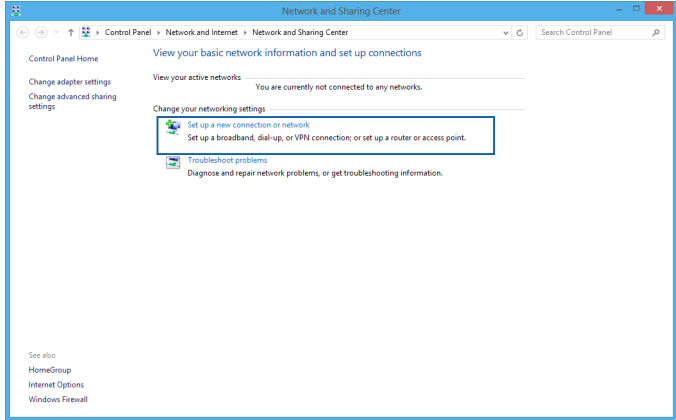 Network and Sharing Center
Control Panel ▸ Network and Internet ▸ Network and Sharing Center
Search Control Panel
Control Panel Home
Change adapter settings
Change advanced sharing
settings
View your basic network information and set up connections
View your active networks
You are currently not connected to any networks.
Change your networking settings
Set up a new connection or network
Set up a broadband, dial-up, or VPN connection; or set up a router or access point.
Troubleshoot problems
Diagnose and repair network problems, or get troubleshooting information.
See also
HomeGroup
Internet Options
Windows Firewall